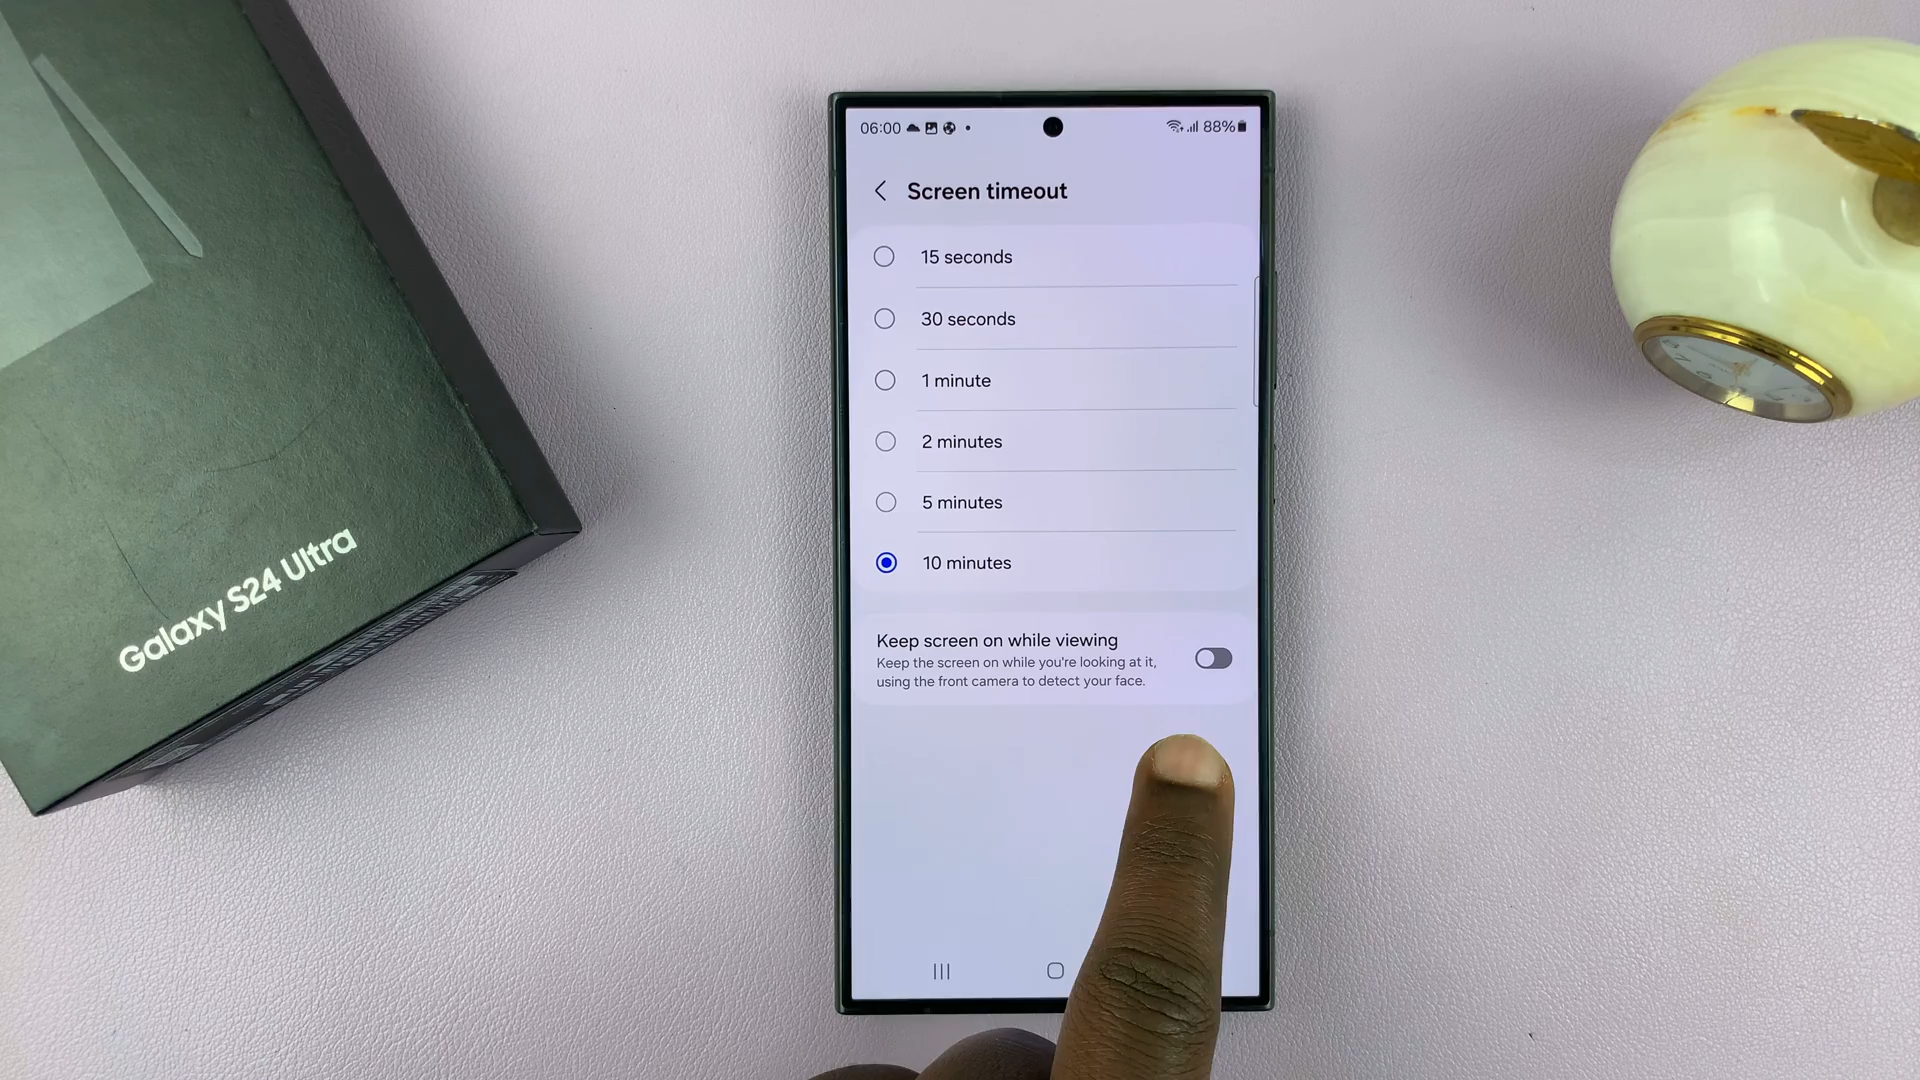 Galaxy S24 Ultra
06:00
88%
Screen timeout
15 seconds
30 seconds
1 minute
2 minutes
5 minutes
10 minutes
Keep screen on while viewing
Keep the screen on while you're looking at it,
using the front camera to detect your face.